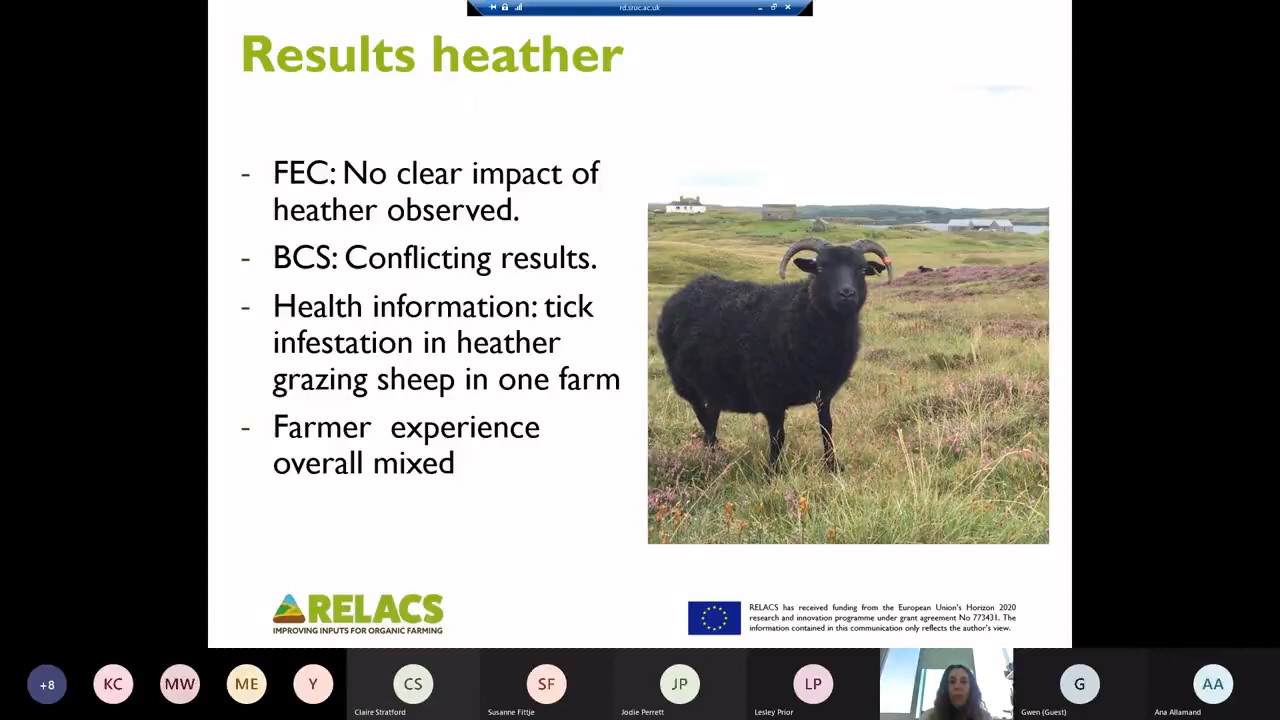 rd.sruc.ac.uk
Results heather
- FEC: No clear impact of
heather observed.
- BCS: Conflicting results.
- Health information: tick
infestation in heather
grazing sheep in one farm
- Farmer experience
overall mixed
RELACS
IMPROVING INPUTS FOR ORGANIC FARMING
RELACS has received funding from the European Union's Horizon 2020
research and innovation programme under grant agreement No 773431. The
information contained in this communication only reflects the author's view.
+8
KC
MW
ME
Y
CS
Claire Stratford
SF
Susanne Fittje
JP
Jodie Perrett
LP
Lesley Prior
G
Gwen (Guest)
AA
Ana Allamand